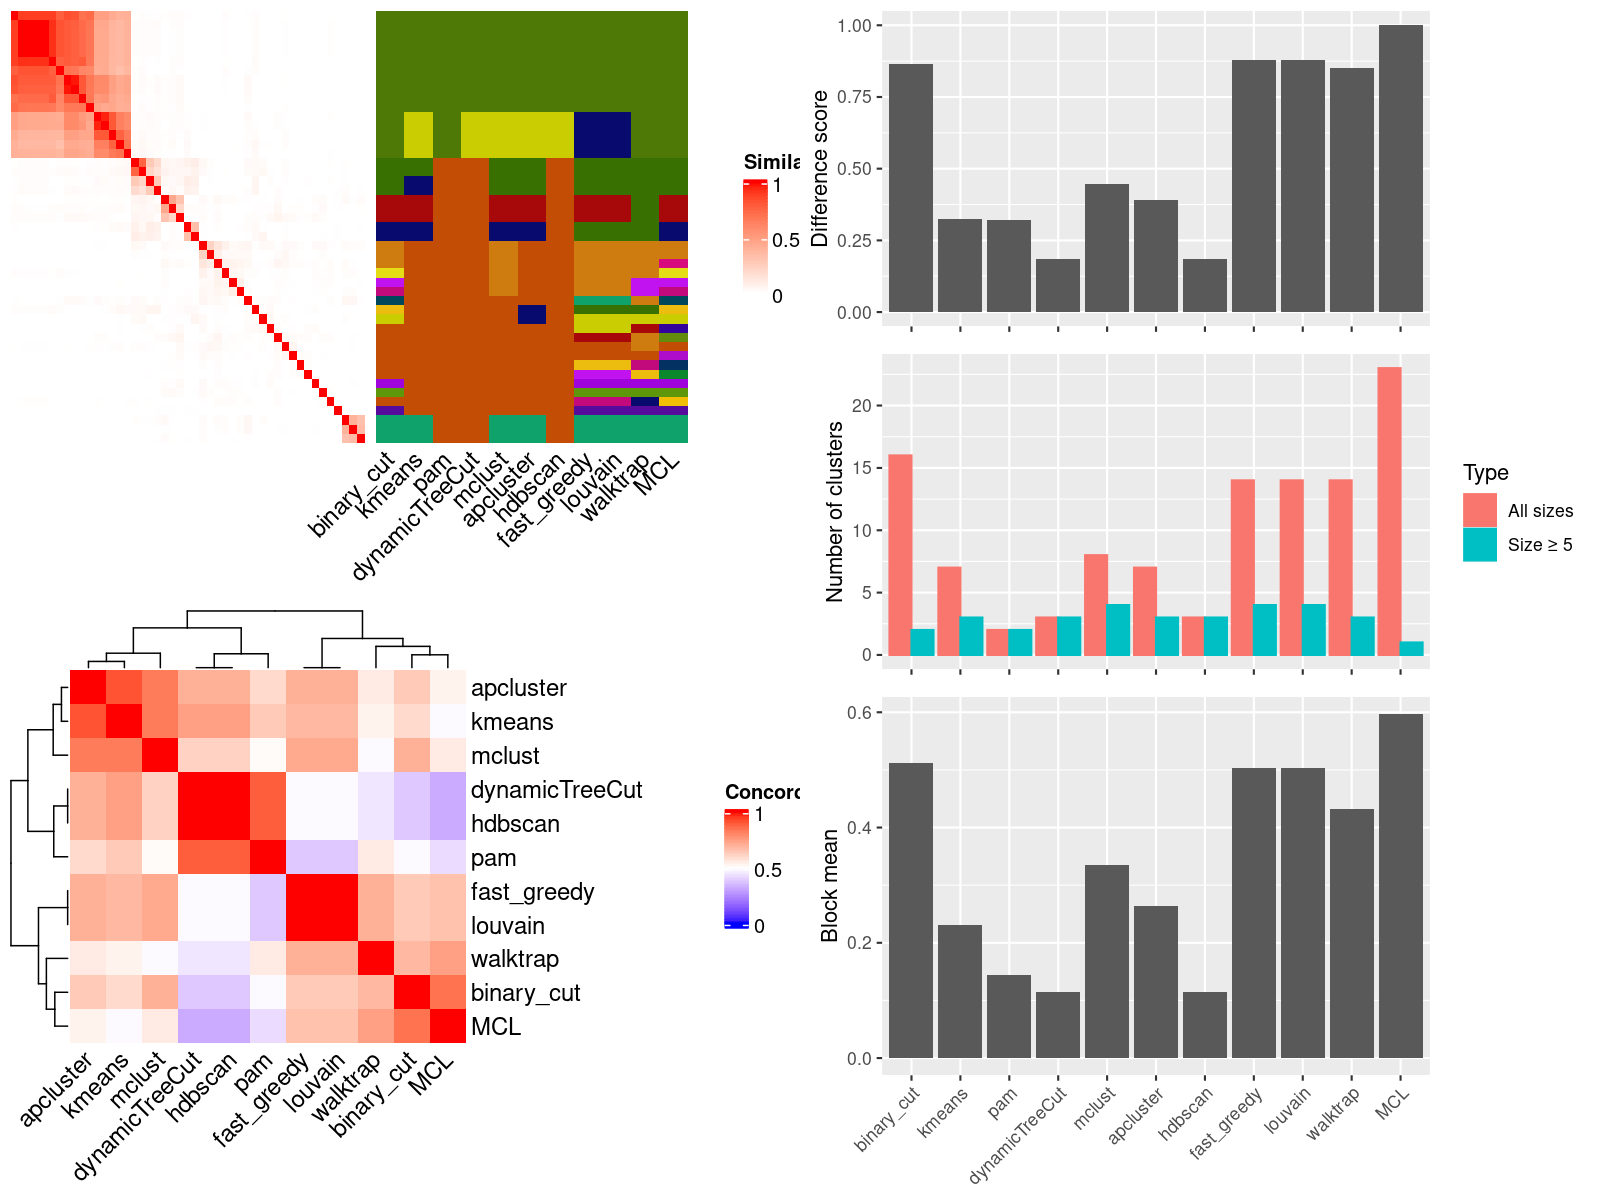 Simila
1
0.5
0
binary_cut
kmeans
pam
dynamicTreeCut
mclust
apcluster
hdbscan
fast_greedy
louvain
walktrap
MCL
apcluster
kmeans
mclust
dynamicTreeCut
hdbscan
pam
fast_greedy
louvain
walktrap
binary_cut
MCL
apcluster
kmeans
mclust
dynamicTreeCut
hdbscan
pam
fast_greedy
louvain
walktrap
binary_cut
MCL
Concord
1
0.5
0
Difference score
1.00
0.75
0.50
0.25
0.00
Number of clusters
20
15
10
5
0
Type
All sizes
Size ≥ 5
Block mean
0.6
0.4
0.2
0.0
binary_cut
kmeans
pam
dynamicTreeCut
mclust
apcluster
hdbscan
fast_greedy
louvain
walktrap
MCL